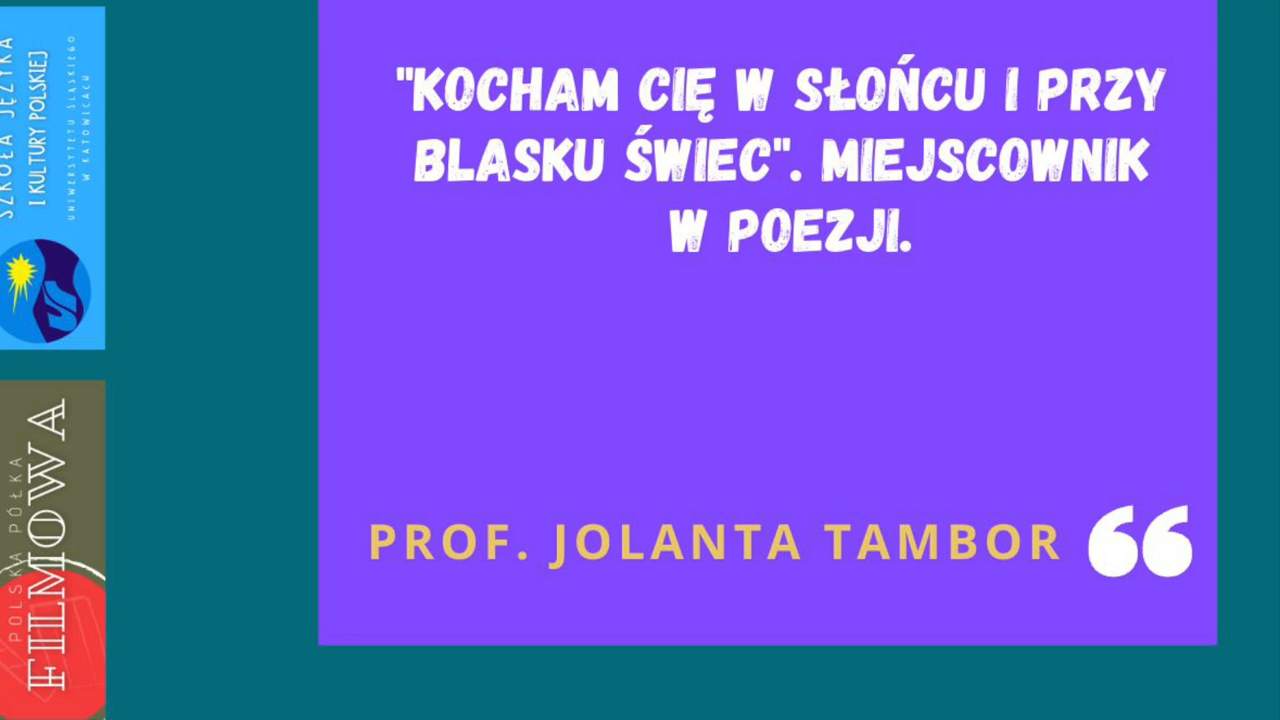 SZKOŁA JĘZYKA
I KULTURY POLSKIEJ
UNIWERSYTETU ŚLĄSKIEGO
W KATOWICACH
POLSKA PÓŁKA
FILMOWA
"KOCHAM CIĘ W SŁOŃCU I PRZY
BLASKU ŚWIEC". MIEJSCOWNIK
W POEZJI.
PROF. JOLANTA TAMBOR